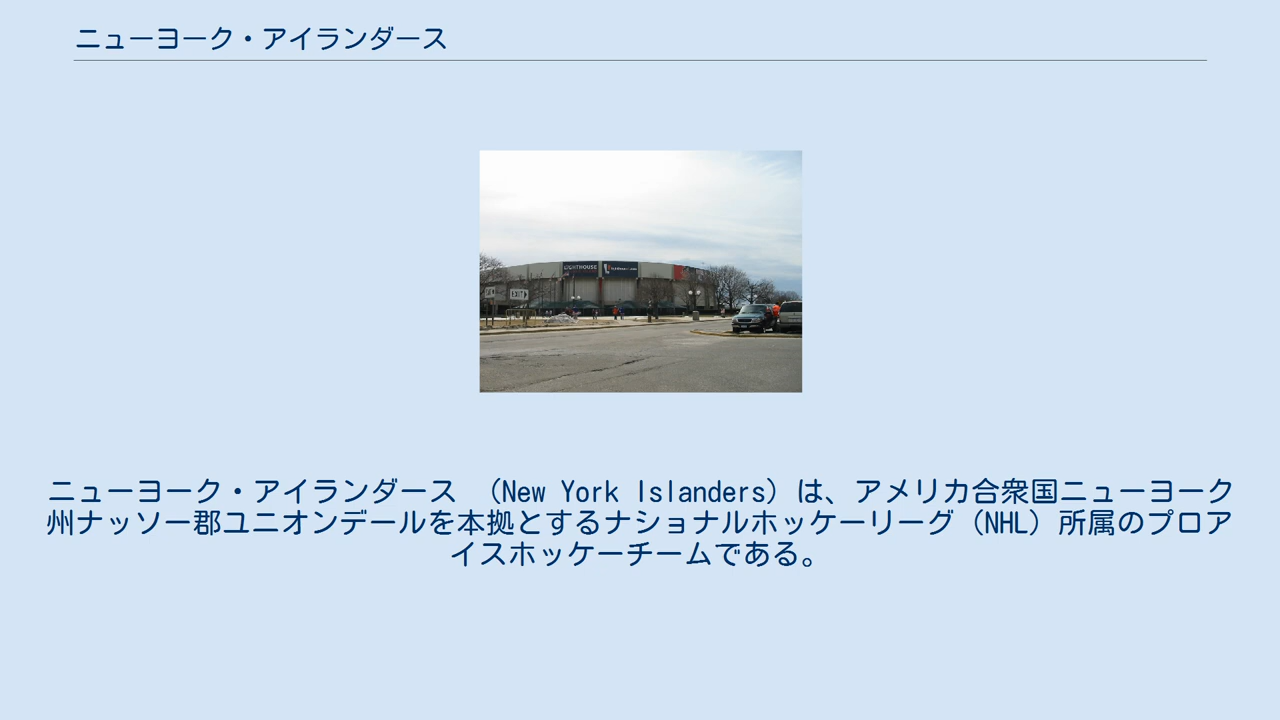 ニューヨーク・アイランダース
EXIT
ニューヨーク・アイランダース （New York Islanders）は、アメリカ合衆国ニューヨーク
州ナッソー郡ユニオンデールを本拠とするナショナルホッケーリーグ（NHL）所属のプロア
イスホッケーチームである。